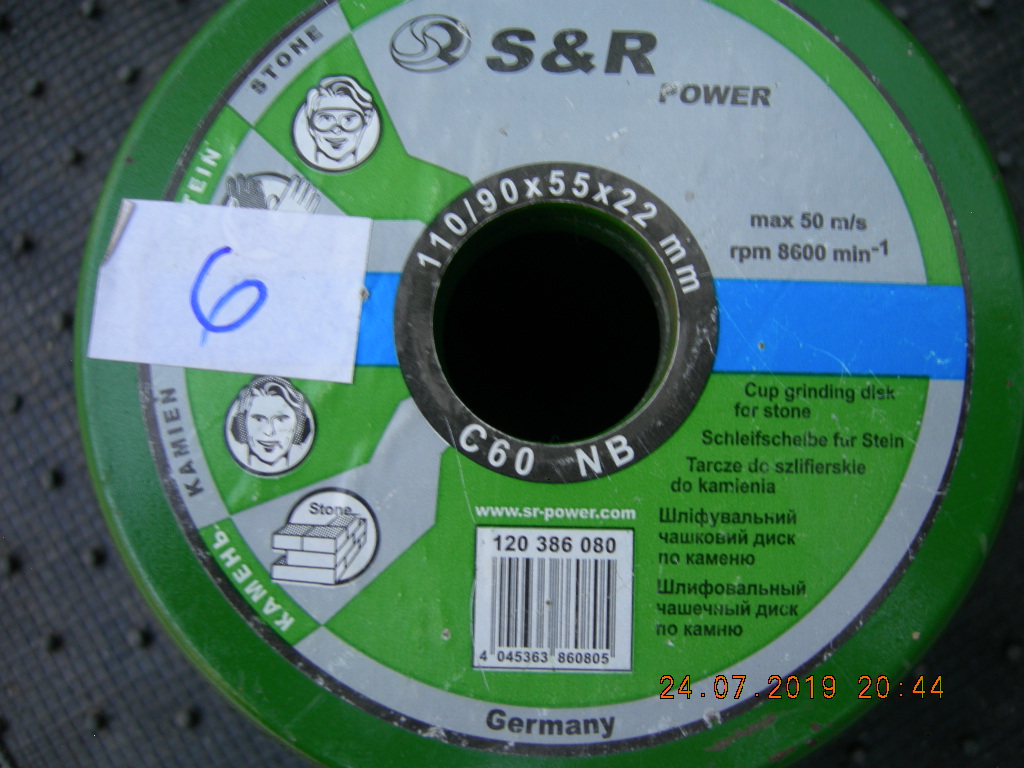 S&R
POWER
STONE
STEIN
KAMIEN
КАМЕНЬ
110/90x55x22 mm
C60 NB
max 50 m/s
rpm 8600 min-1
6
Cup grinding disk
for stone
Schleifscheibe für Stein
Tarcze do szlifierskie
do kamienia
Шліфувальний
чашковий диск
по каменю
Шлифовальный
чашечный диск
по камню
Stone
www.sr-power.com
120 386 080
4 045363 860805
Germany
24.07.2019 20:44